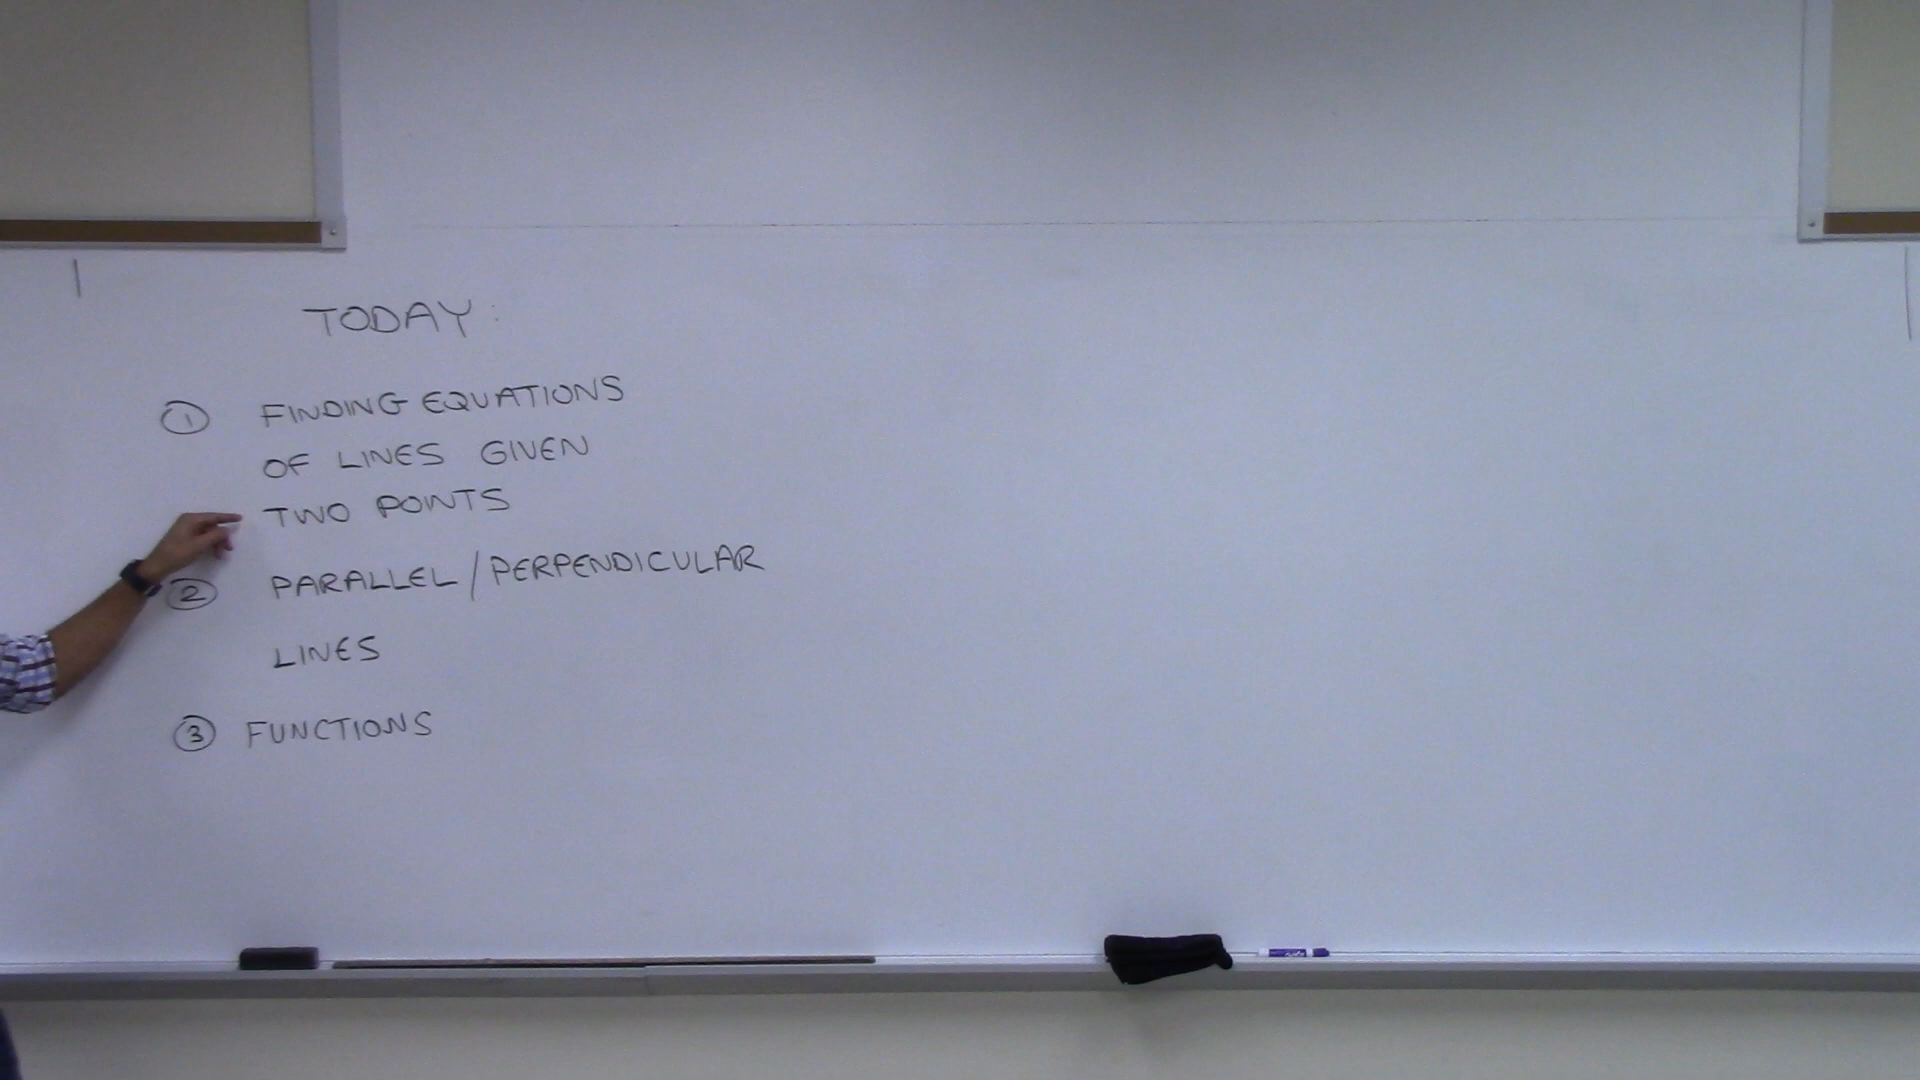 TODAY:
① FINDING EQUATIONS
OF LINES GIVEN
TWO POINTS
② PARALLEL/PERPENDICULAR
LINES
③ FUNCTIONS